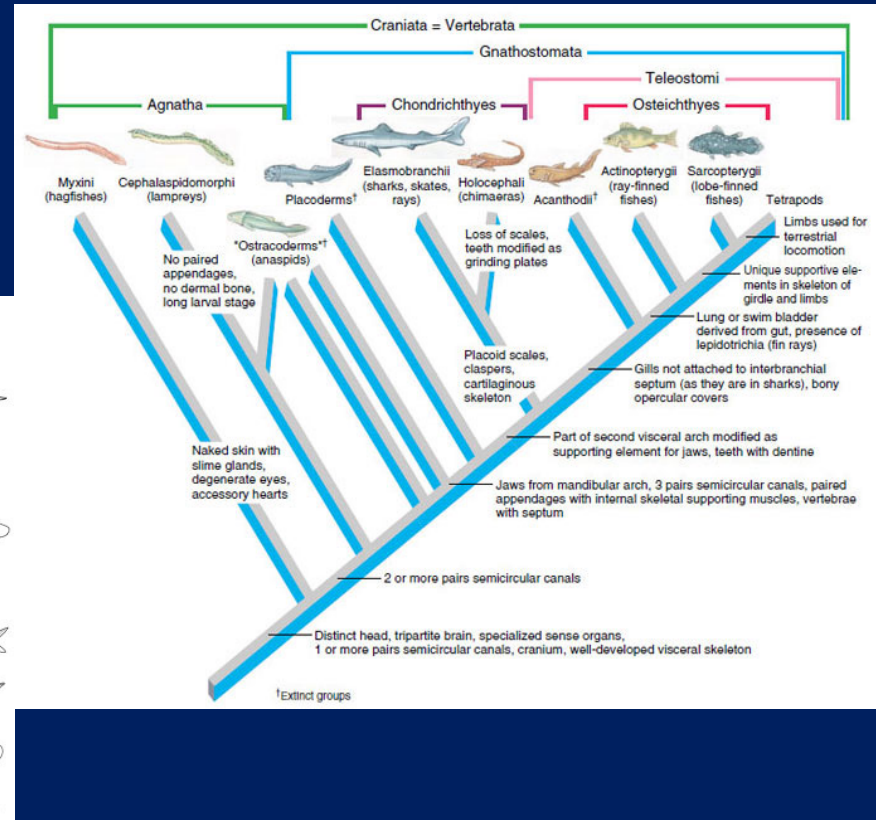 Craniata = Vertebrata
Gnathostomata
Teleostomi
Agnatha
Chondrichthyes
Osteichthyes
Myxini
(hagfishes)
Cephalaspidomorphi
(lampreys)
"Ostracoderms"†
(anaspids)
Placoderms†
Elasmobranchii
(sharks, skates,
rays)
Holocephali
(chimaeras)
Acanthodii†
Actinopterygii
(ray-finned
fishes)
Sarcopterygii
(lobe-finned
fishes)
Tetrapods
No paired
appendages,
no dermal bone,
long larval stage
Loss of scales,
teeth modified as
grinding plates
Limbs used for
terrestrial
locomotion
Unique supportive ele-
ments in skeleton of
girdle and limbs
Lung or swim bladder
derived from gut, presence of
lepidotrichia (fin rays)
Placoid scales,
claspers,
cartilaginous
skeleton
Gills not attached to interbranchial
septum (as they are in sharks), bony
opercular covers
Part of second visceral arch modified as
supporting element for jaws, teeth with dentine
Naked skin with
slime glands,
degenerate eyes,
accessory hearts
Jaws from mandibular arch, 3 pairs semicircular canals, paired
appendages with internal skeletal supporting muscles, vertebrae
with septum
2 or more pairs semicircular canals
Distinct head, tripartite brain, specialized sense organs,
1 or more pairs semicircular canals, cranium, well-developed visceral skeleton
†Extinct groups